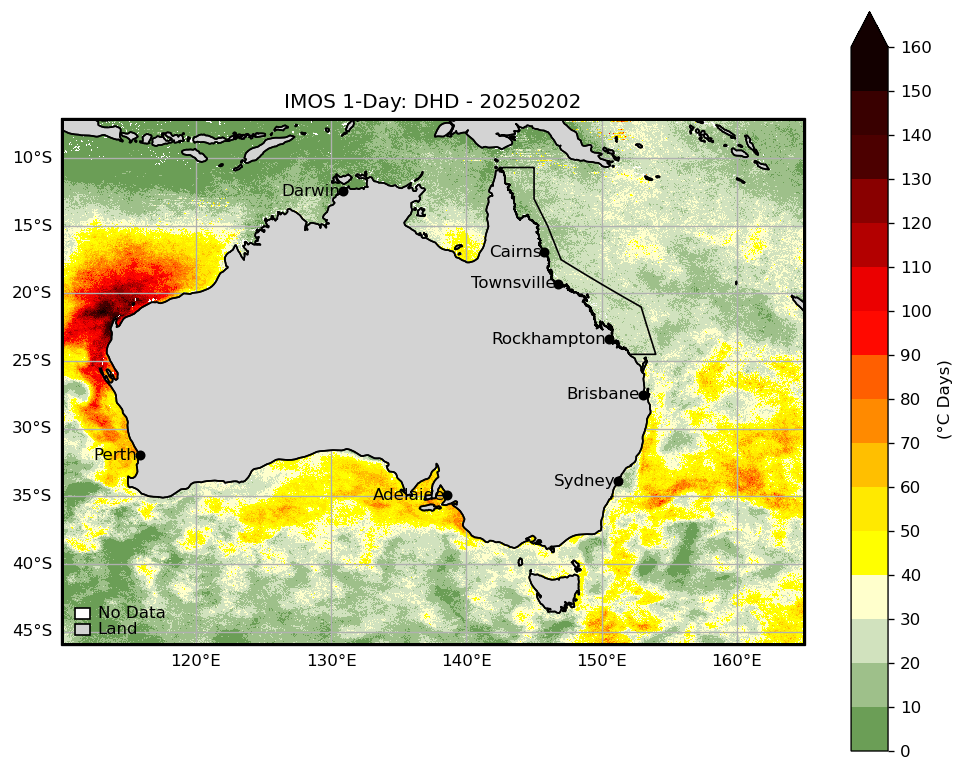 IMOS 1-Day: DHD - 20250202
160
150
140
130
120
110
100
90
80
70
60
50
40
30
20
10
0
(°C Days)
10°S
15°S
20°S
25°S
30°S
35°S
40°S
45°S
Darwin
Cairns
Townsville
Rockhampton
Brisbane
Perth
Sydney
Adelaide
No Data
Land
120°E
130°E
140°E
150°E
160°E